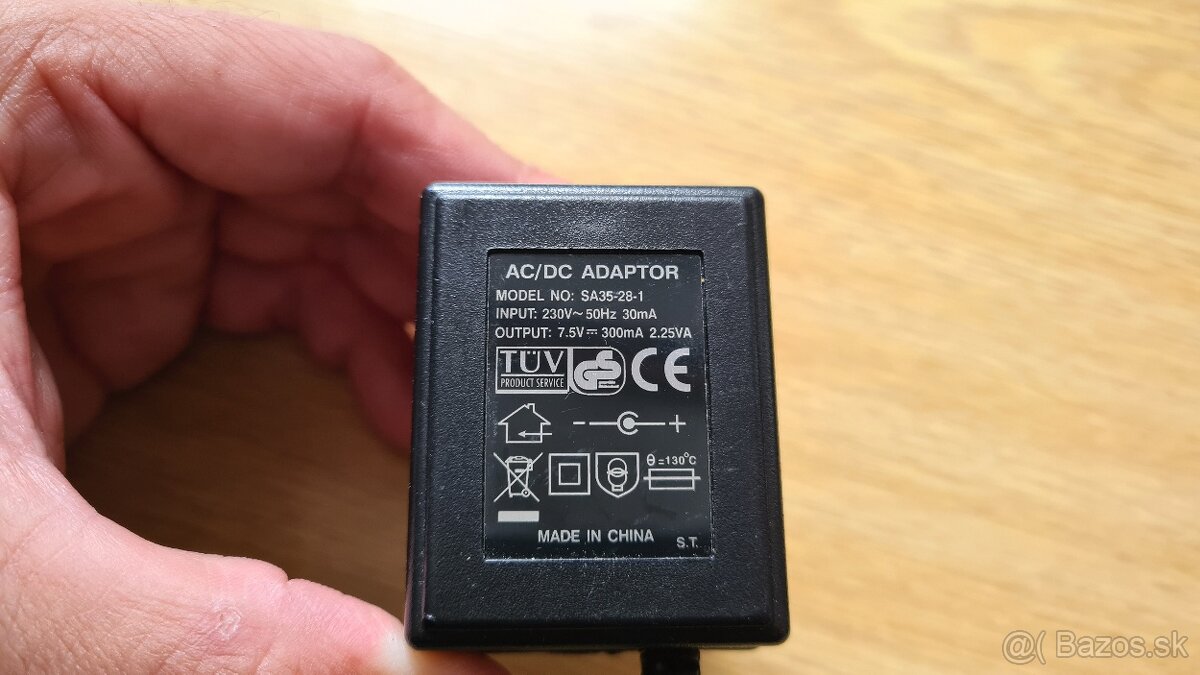 AC/DC ADAPTOR
MODEL NO: SA35-28-1
INPUT: 230V~50Hz 30mA
OUTPUT: 7.5V⎓300mA 2.25VA
TÜV
PRODUCT SERVICE
GS
CE
- +
θ=130°C
MADE IN CHINA
S.T.
@( Bazos.sk